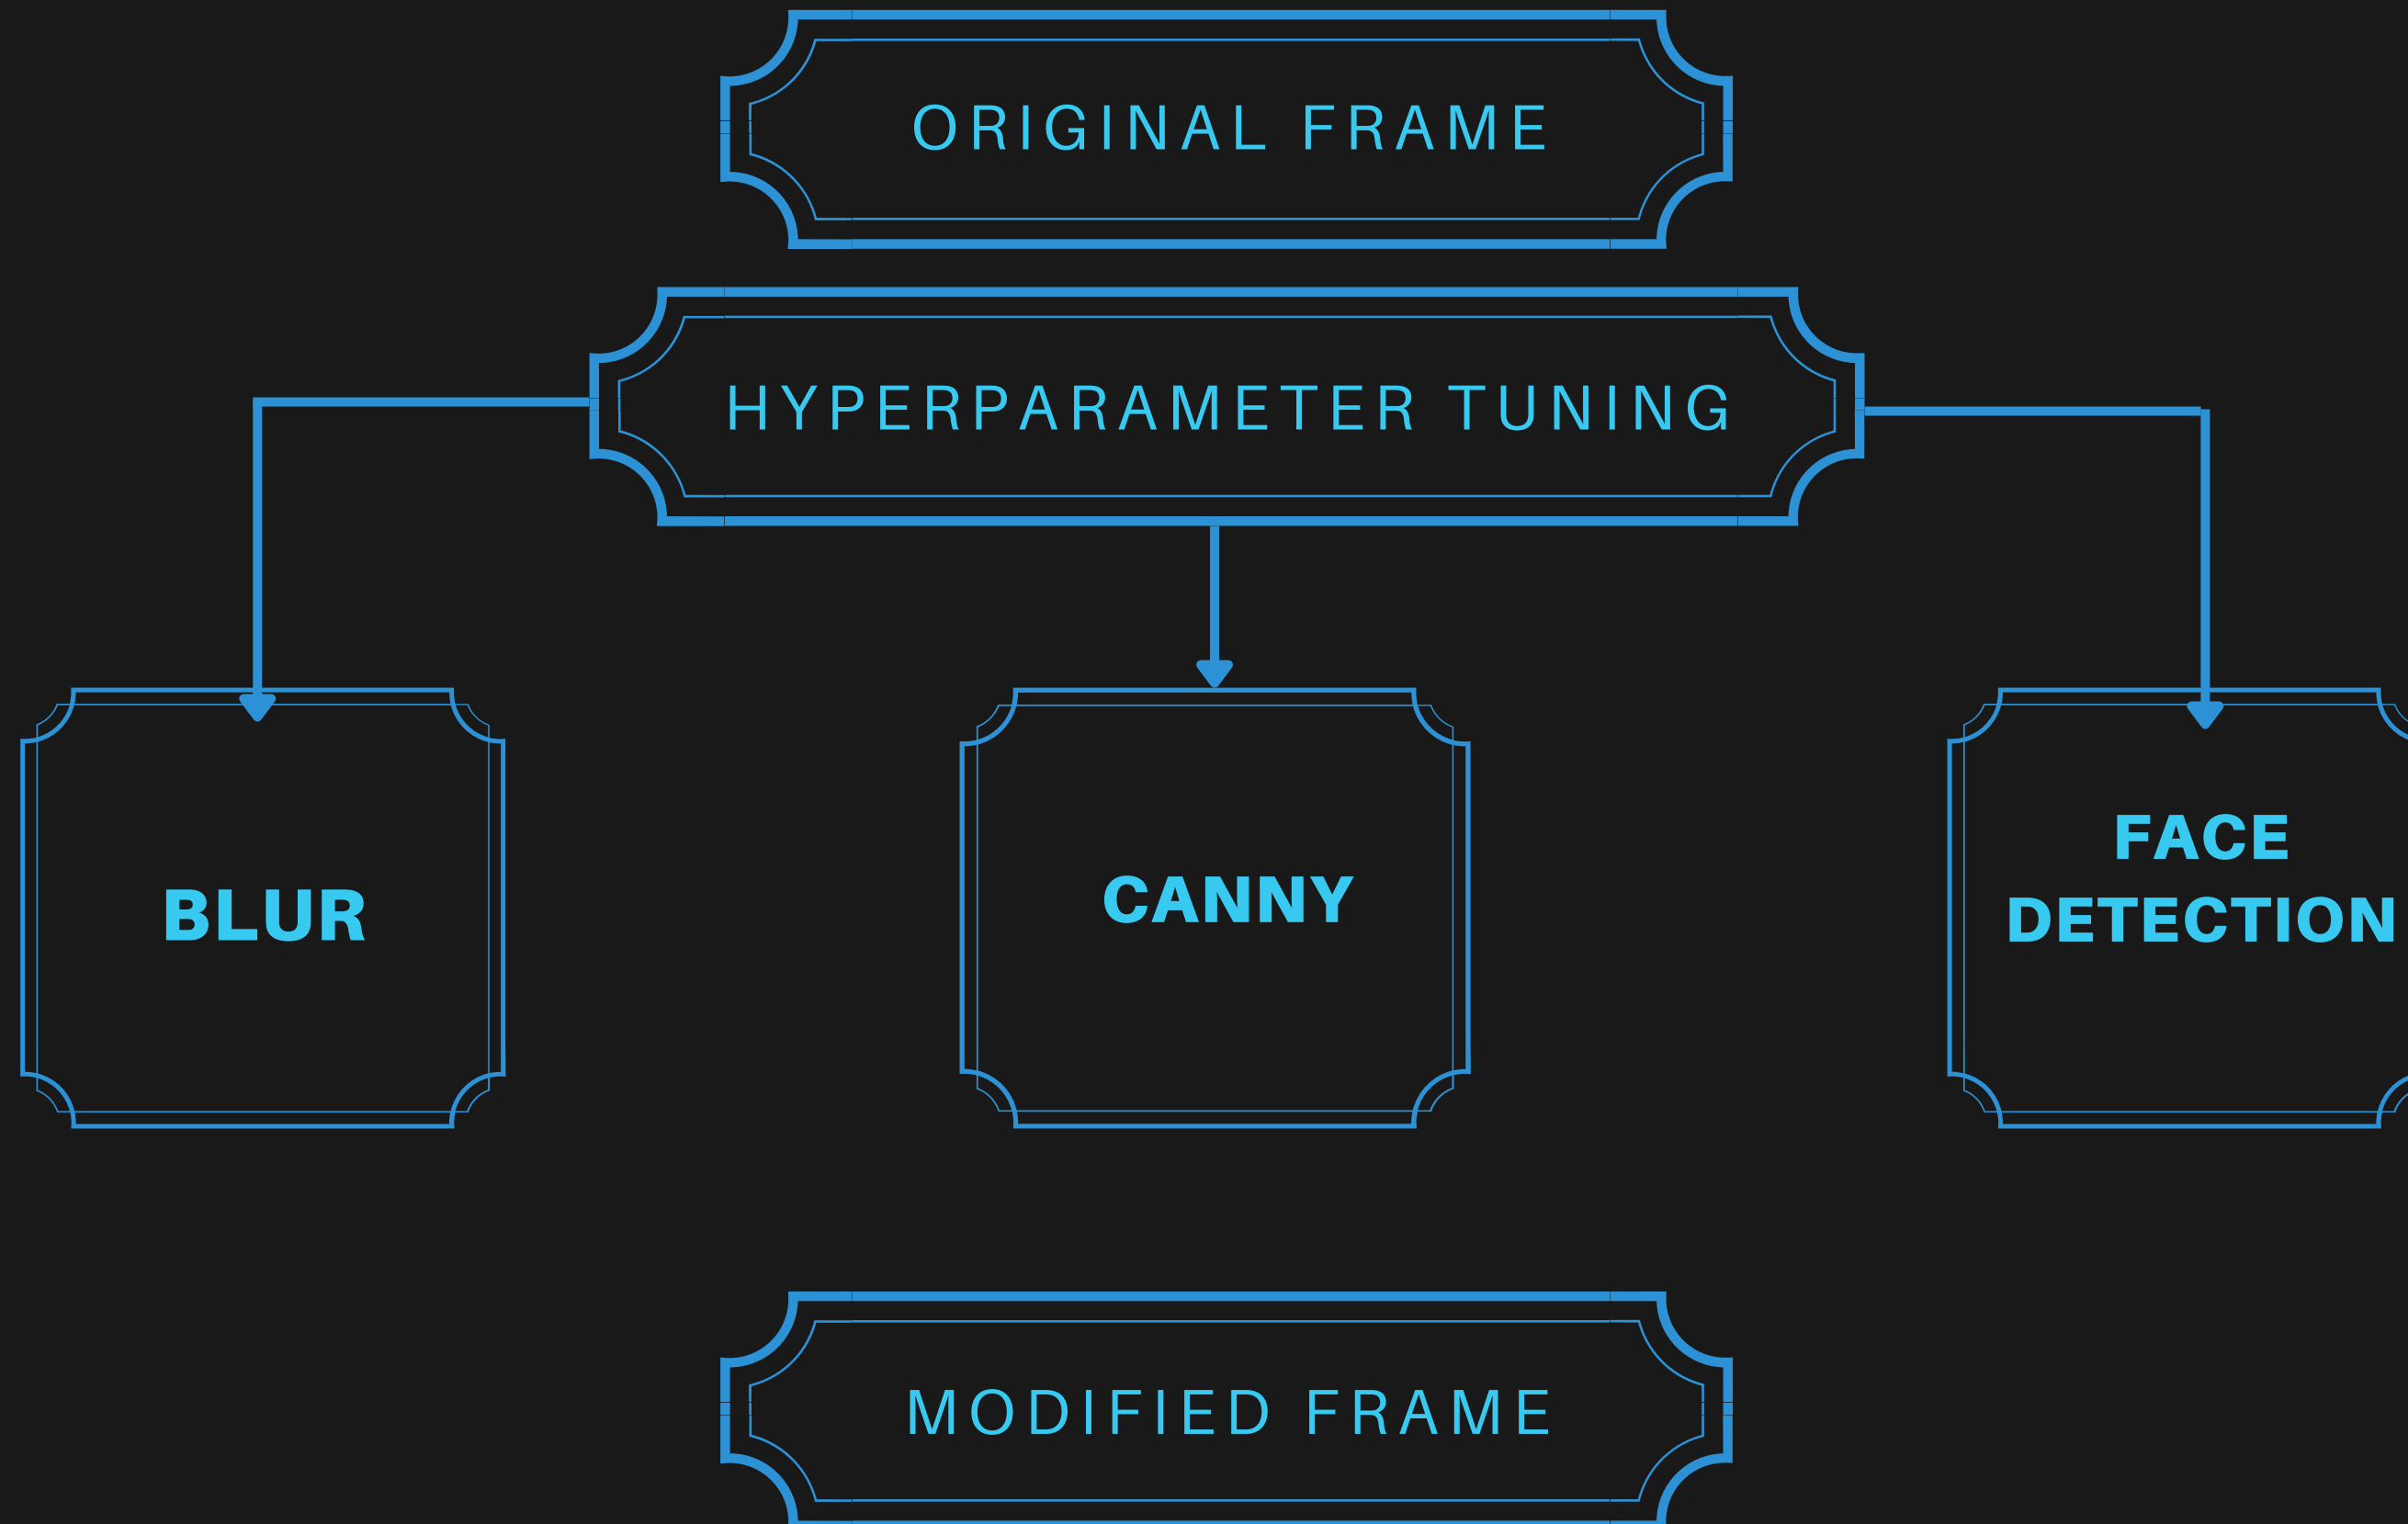 ORIGINAL FRAME
HYPERPARAMETER TUNING
BLUR
CANNY
FACE
DETECTION
MODIFIED FRAME